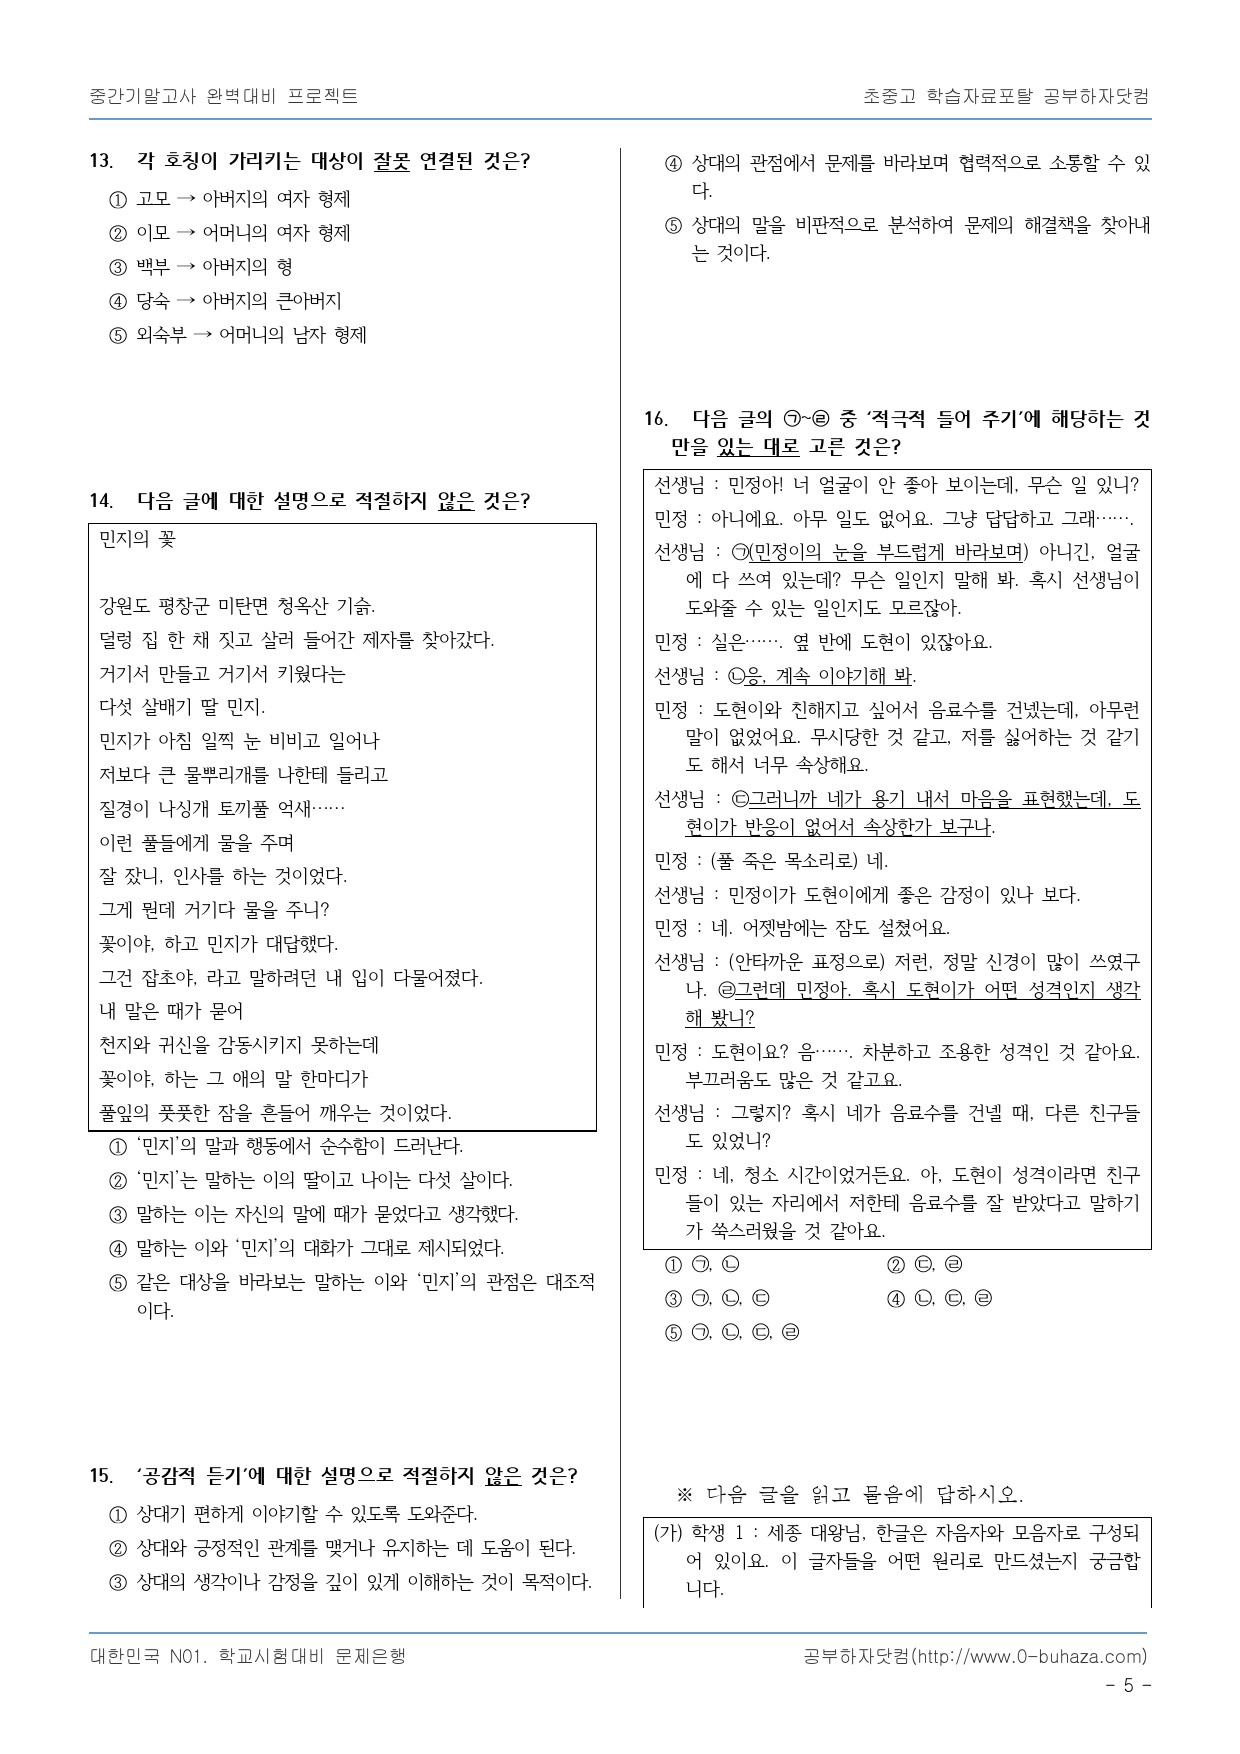 중간기말고사 완벽대비 프로젝트
초중고 학습자료포탈 공부하자닷컴
13. 각 호칭이 가리키는 대상이 잘못 연결된 것은?
① 고모 → 아버지의 여자 형제
② 이모 → 어머니의 여자 형제
③ 백부 → 아버지의 형
④ 당숙 → 아버지의 큰아버지
⑤ 외숙부 → 어머니의 남자 형제
14. 다음 글에 대한 설명으로 적절하지 않은 것은?
민지의 꽃
강원도 평창군 미탄면 청옥산 기슭.
덜렁 집 한 채 짓고 살러 들어간 제자를 찾아갔다.
거기서 만들고 거기서 키웠다는
다섯 살배기 딸 민지.
민지가 아침 일찍 눈 비비고 일어나
저보다 큰 물뿌리개를 나한테 들리고
질경이 나싱개 토끼풀 억새……
이런 풀들에게 물을 주며
잘 잤니, 인사를 하는 것이었다.
그게 뭔데 거기다 물을 주니?
꽃이야, 하고 민지가 대답했다.
그건 잡초야, 라고 말하려던 내 입이 다물어졌다.
내 말은 때가 묻어
천지와 귀신을 감동시키지 못하는데
꽃이야, 하는 그 애의 말 한마디가
풀잎의 풋풋한 잠을 흔들어 깨우는 것이었다.
① ‘민지’의 말과 행동에서 순수함이 드러난다.
② ‘민지’는 말하는 이의 딸이고 나이는 다섯 살이다.
③ 말하는 이는 자신의 말에 때가 묻었다고 생각했다.
④ 말하는 이와 ‘민지’의 대화가 그대로 제시되었다.
⑤ 같은 대상을 바라보는 말하는 이와 ‘민지’의 관점은 대조적
이다.
15. ‘공감적 듣기’에 대한 설명으로 적절하지 않은 것은?
① 상대기 편하게 이야기할 수 있도록 도와준다.
② 상대와 긍정적인 관계를 맺거나 유지하는 데 도움이 된다.
③ 상대의 생각이나 감정을 깊이 있게 이해하는 것이 목적이다.
④ 상대의 관점에서 문제를 바라보며 협력적으로 소통할 수 있
다.
⑤ 상대의 말을 비판적으로 분석하여 문제의 해결책을 찾아내
는 것이다.
16. 다음 글의 ㉠~㉣ 중 ‘적극적 들어 주기’에 해당하는 것
만을 있는 대로 고른 것은?
선생님 : 민정아! 너 얼굴이 안 좋아 보이는데, 무슨 일 있니?
민정 : 아니에요. 아무 일도 없어요. 그냥 답답하고 그래…….
선생님 : ㉠(민정이의 눈을 부드럽게 바라보며) 아니긴, 얼굴
에 다 쓰여 있는데? 무슨 일인지 말해 봐. 혹시 선생님이
도와줄 수 있는 일인지도 모르잖아.
민정 : 실은……. 옆 반에 도현이 있잖아요.
선생님 : ㉡응, 계속 이야기해 봐.
민정 : 도현이와 친해지고 싶어서 음료수를 건넸는데, 아무런
말이 없었어요. 무시당한 것 같고, 저를 싫어하는 것 같기
도 해서 너무 속상해요.
선생님 : ㉢그러니까 네가 용기 내서 마음을 표현했는데, 도
현이가 반응이 없어서 속상한가 보구나.
민정 : (풀 죽은 목소리로) 네.
선생님 : 민정이가 도현이에게 좋은 감정이 있나 보다.
민정 : 네. 어젯밤에는 잠도 설쳤어요.
선생님 : (안타까운 표정으로) 저런, 정말 신경이 많이 쓰였구
나. ㉣그런데 민정아. 혹시 도현이가 어떤 성격인지 생각
해 봤니?
민정 : 도현이요? 음……. 차분하고 조용한 성격인 것 같아요.
부끄러움도 많은 것 같고요.
선생님 : 그렇지? 혹시 네가 음료수를 건넬 때, 다른 친구들
도 있었니?
민정 : 네, 청소 시간이었거든요. 아, 도현이 성격이라면 친구
들이 있는 자리에서 저한테 음료수를 잘 받았다고 말하기
가 쑥스러웠을 것 같아요.
① ㉠, ㉡ ② ㉢, ㉣
③ ㉠, ㉡, ㉢ ④ ㉡, ㉢, ㉣
⑤ ㉠, ㉡, ㉢, ㉣
※ 다음 글을 읽고 물음에 답하시오.
(가) 학생 1 : 세종 대왕님, 한글은 자음자와 모음자로 구성되
어 있이요. 이 글자들을 어떤 원리로 만드셨는지 궁금합
니다.
대한민국 N01. 학교시험대비 문제은행
공부하자닷컴(http://www.0-buhaza.com)
- 5 -